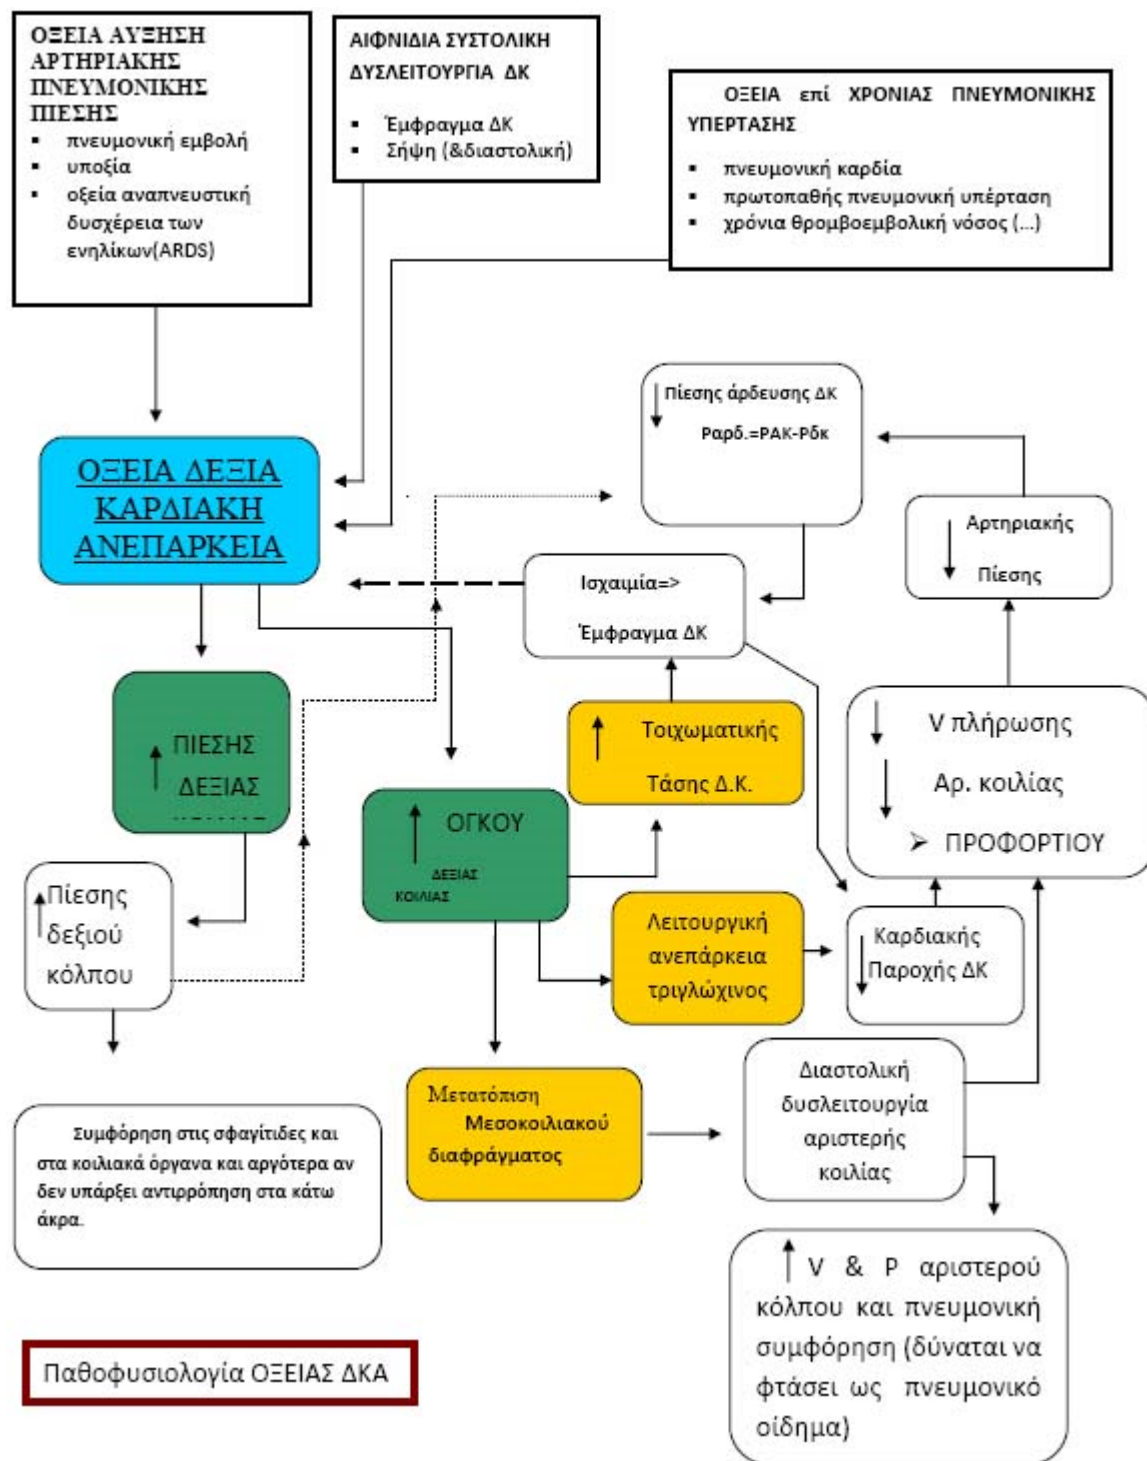 ΟΞΕΙΑ ΑΥΞΗΣΗ
ΑΡΤΗΡΙΑΚΗΣ
ΠΝΕΥΜΟΝΙΚΗΣ
ΠΙΕΣΗΣ
▪ πνευμονική εμβολή
▪ υποξία
▪ οξεία αναπνευστική
δυσχέρεια των
ενηλίκων(ARDS)
ΑΙΦΝΙΔΙΑ ΣΥΣΤΟΛΙΚΗ
ΔΥΣΛΕΙΤΟΥΡΓΙΑ ΔΚ
▪ Έμφραγμα ΔΚ
▪ Σήψη (&διαστολική)
ΟΞΕΙΑ επί ΧΡΟΝΙΑΣ ΠΝΕΥΜΟΝΙΚΗΣ
ΥΠΕΡΤΑΣΗΣ
▪ πνευμονική καρδία
▪ πρωτοπαθής πνευμονική υπέρταση
▪ χρόνια θρομβοεμβολική νόσος (...)
↓ Πίεσης άρδευσης ΔΚ
Ραρδ.=ΡΑΚ-Ρδκ
ΟΞΕΙΑ ΔΕΞΙΑ
ΚΑΡΔΙΑΚΗ
ΑΝΕΠΑΡΚΕΙΑ
↓ Αρτηριακής
Πίεσης
Ισχαιμία=>
Έμφραγμα ΔΚ
↑ ΠΙΕΣΗΣ
ΔΕΞΙΑΣ
↑ Τοιχωματικής
Τάσης Δ.Κ.
↓ V πλήρωσης
↓ Αρ. κοιλίας
➢ ΠΡΟΦΟΡΤΙΟΥ
↑ ΟΓΚΟΥ
ΔΕΞΙΑΣ
ΚΟΙΛΙΑΣ
↑ Πίεσης
δεξιού
κόλπου
Λειτουργική
ανεπάρκεια
τριγλώχινος
↓ Καρδιακής
Παροχής ΔΚ
Μετατόπιση
Μεσοκοιλιακού
διαφράγματος
Διαστολική
δυσλειτουργία
αριστερής
κοιλίας
Συμφόρηση στις σφαγίτιδες και
στα κοιλιακά όργανα και αργότερα αν
δεν υπάρξει αντιρρόπηση στα κάτω
άκρα.
↑ V & P αριστερού
κόλπου και πνευμονική
συμφόρηση (δύναται να
φτάσει ως πνευμονικό
οίδημα)
Παθοφυσιολογία ΟΞΕΙΑΣ ΔΚΑ